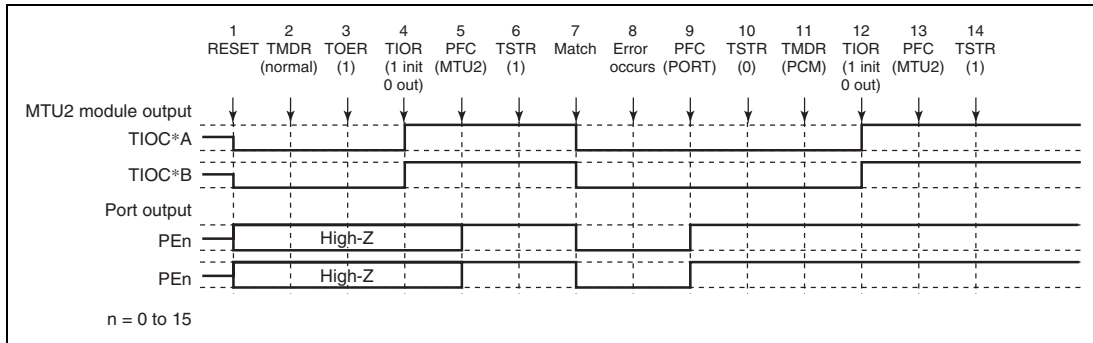 1 2 3 4 5 6 7 8 9 10 11 12 13 14
RESET TMDR TOER TIOR PFC TSTR Match Error PFC TSTR TMDR TIOR PFC TSTR
(normal) (1) (1 init (MTU2) (1) occurs (PORT) (0) (PCM) (1 init (MTU2) (1)
0 out) 0 out)
MTU2 module output
TIOC*A
TIOC*B
Port output
PEn High-Z
PEn High-Z
n = 0 to 15